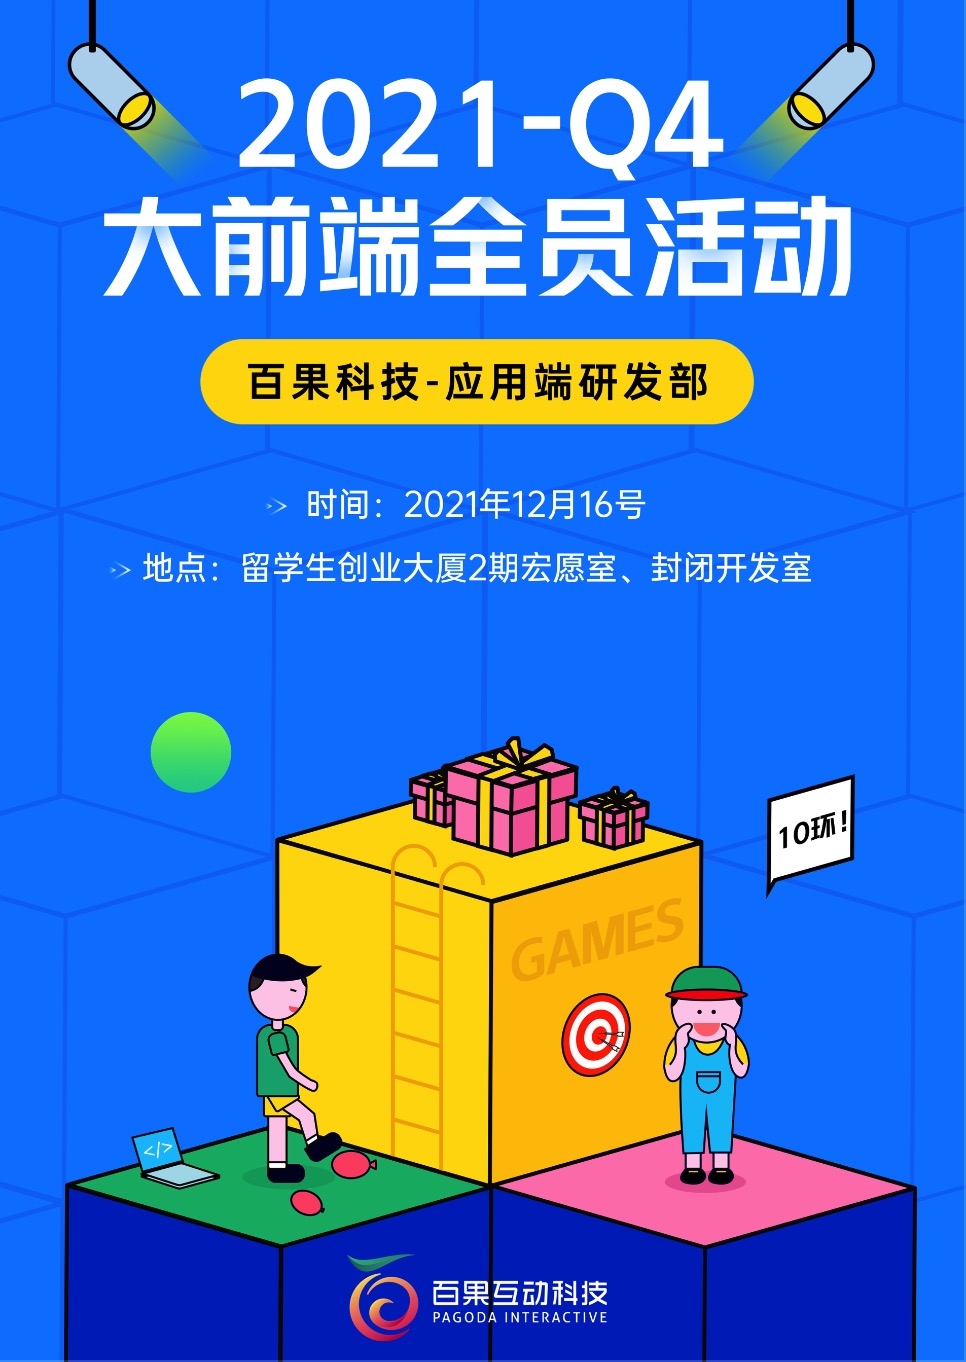 2021-Q4
大前端全员活动
百果科技-应用端研发部
时间：2021年12月16号
地点：留学生创业大厦2期宏愿室、封闭开发室
10环！
GAMES
</>
百果互动科技
PAGODA INTERACTIVE